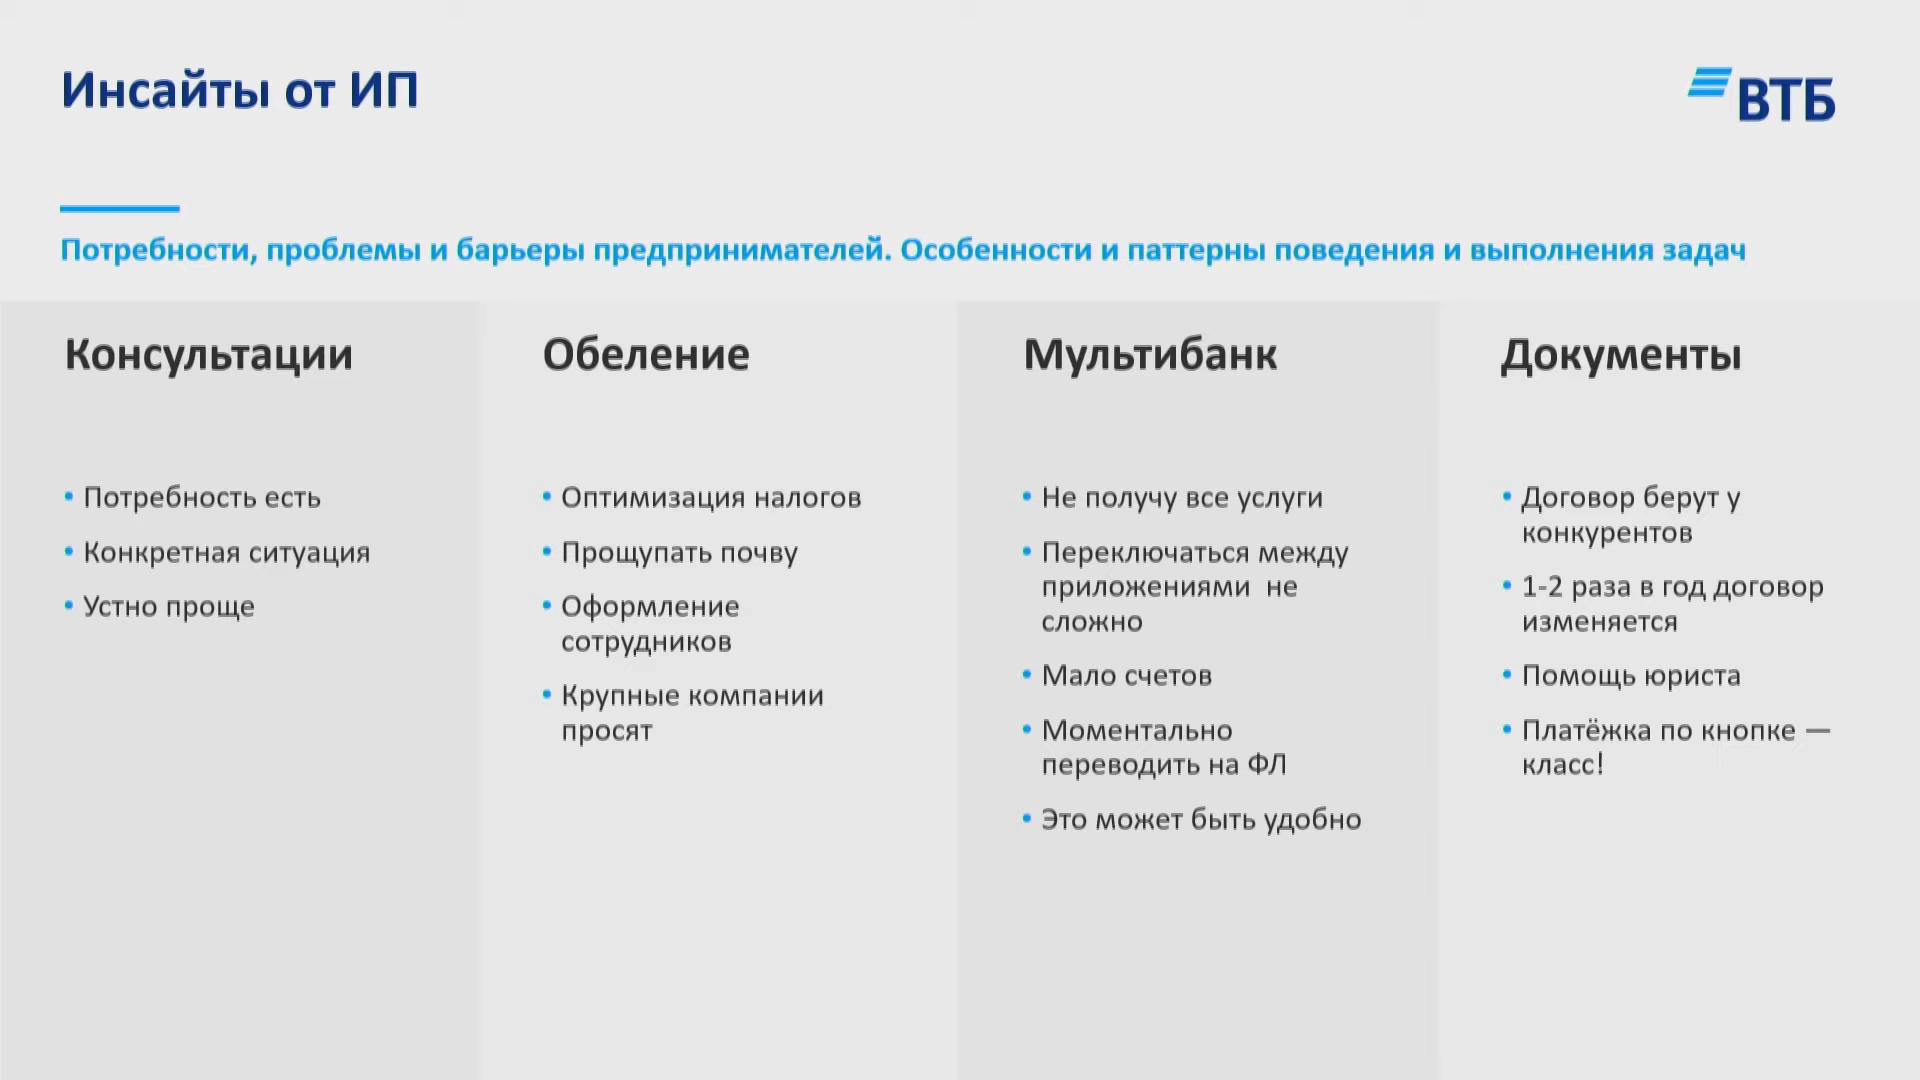 Инсайты от ИП
ВТБ
Потребности, проблемы и барьеры предпринимателей. Особенности и паттерны поведения и выполнения задач
Консультации
• Потребность есть
• Конкретная ситуация
• Устно проще
Обеление
• Оптимизация налогов
• Прощупать почву
• Оформление
сотрудников
• Крупные компании
просят
Мультибанк
• Не получу все услуги
• Переключаться между
приложениями не
сложно
• Мало счетов
• Моментально
переводить на ФЛ
• Это может быть удобно
Документы
• Договор берут у
конкурентов
• 1-2 раза в год договор
изменяется
• Помощь юриста
• Платёжка по кнопке —
класс!